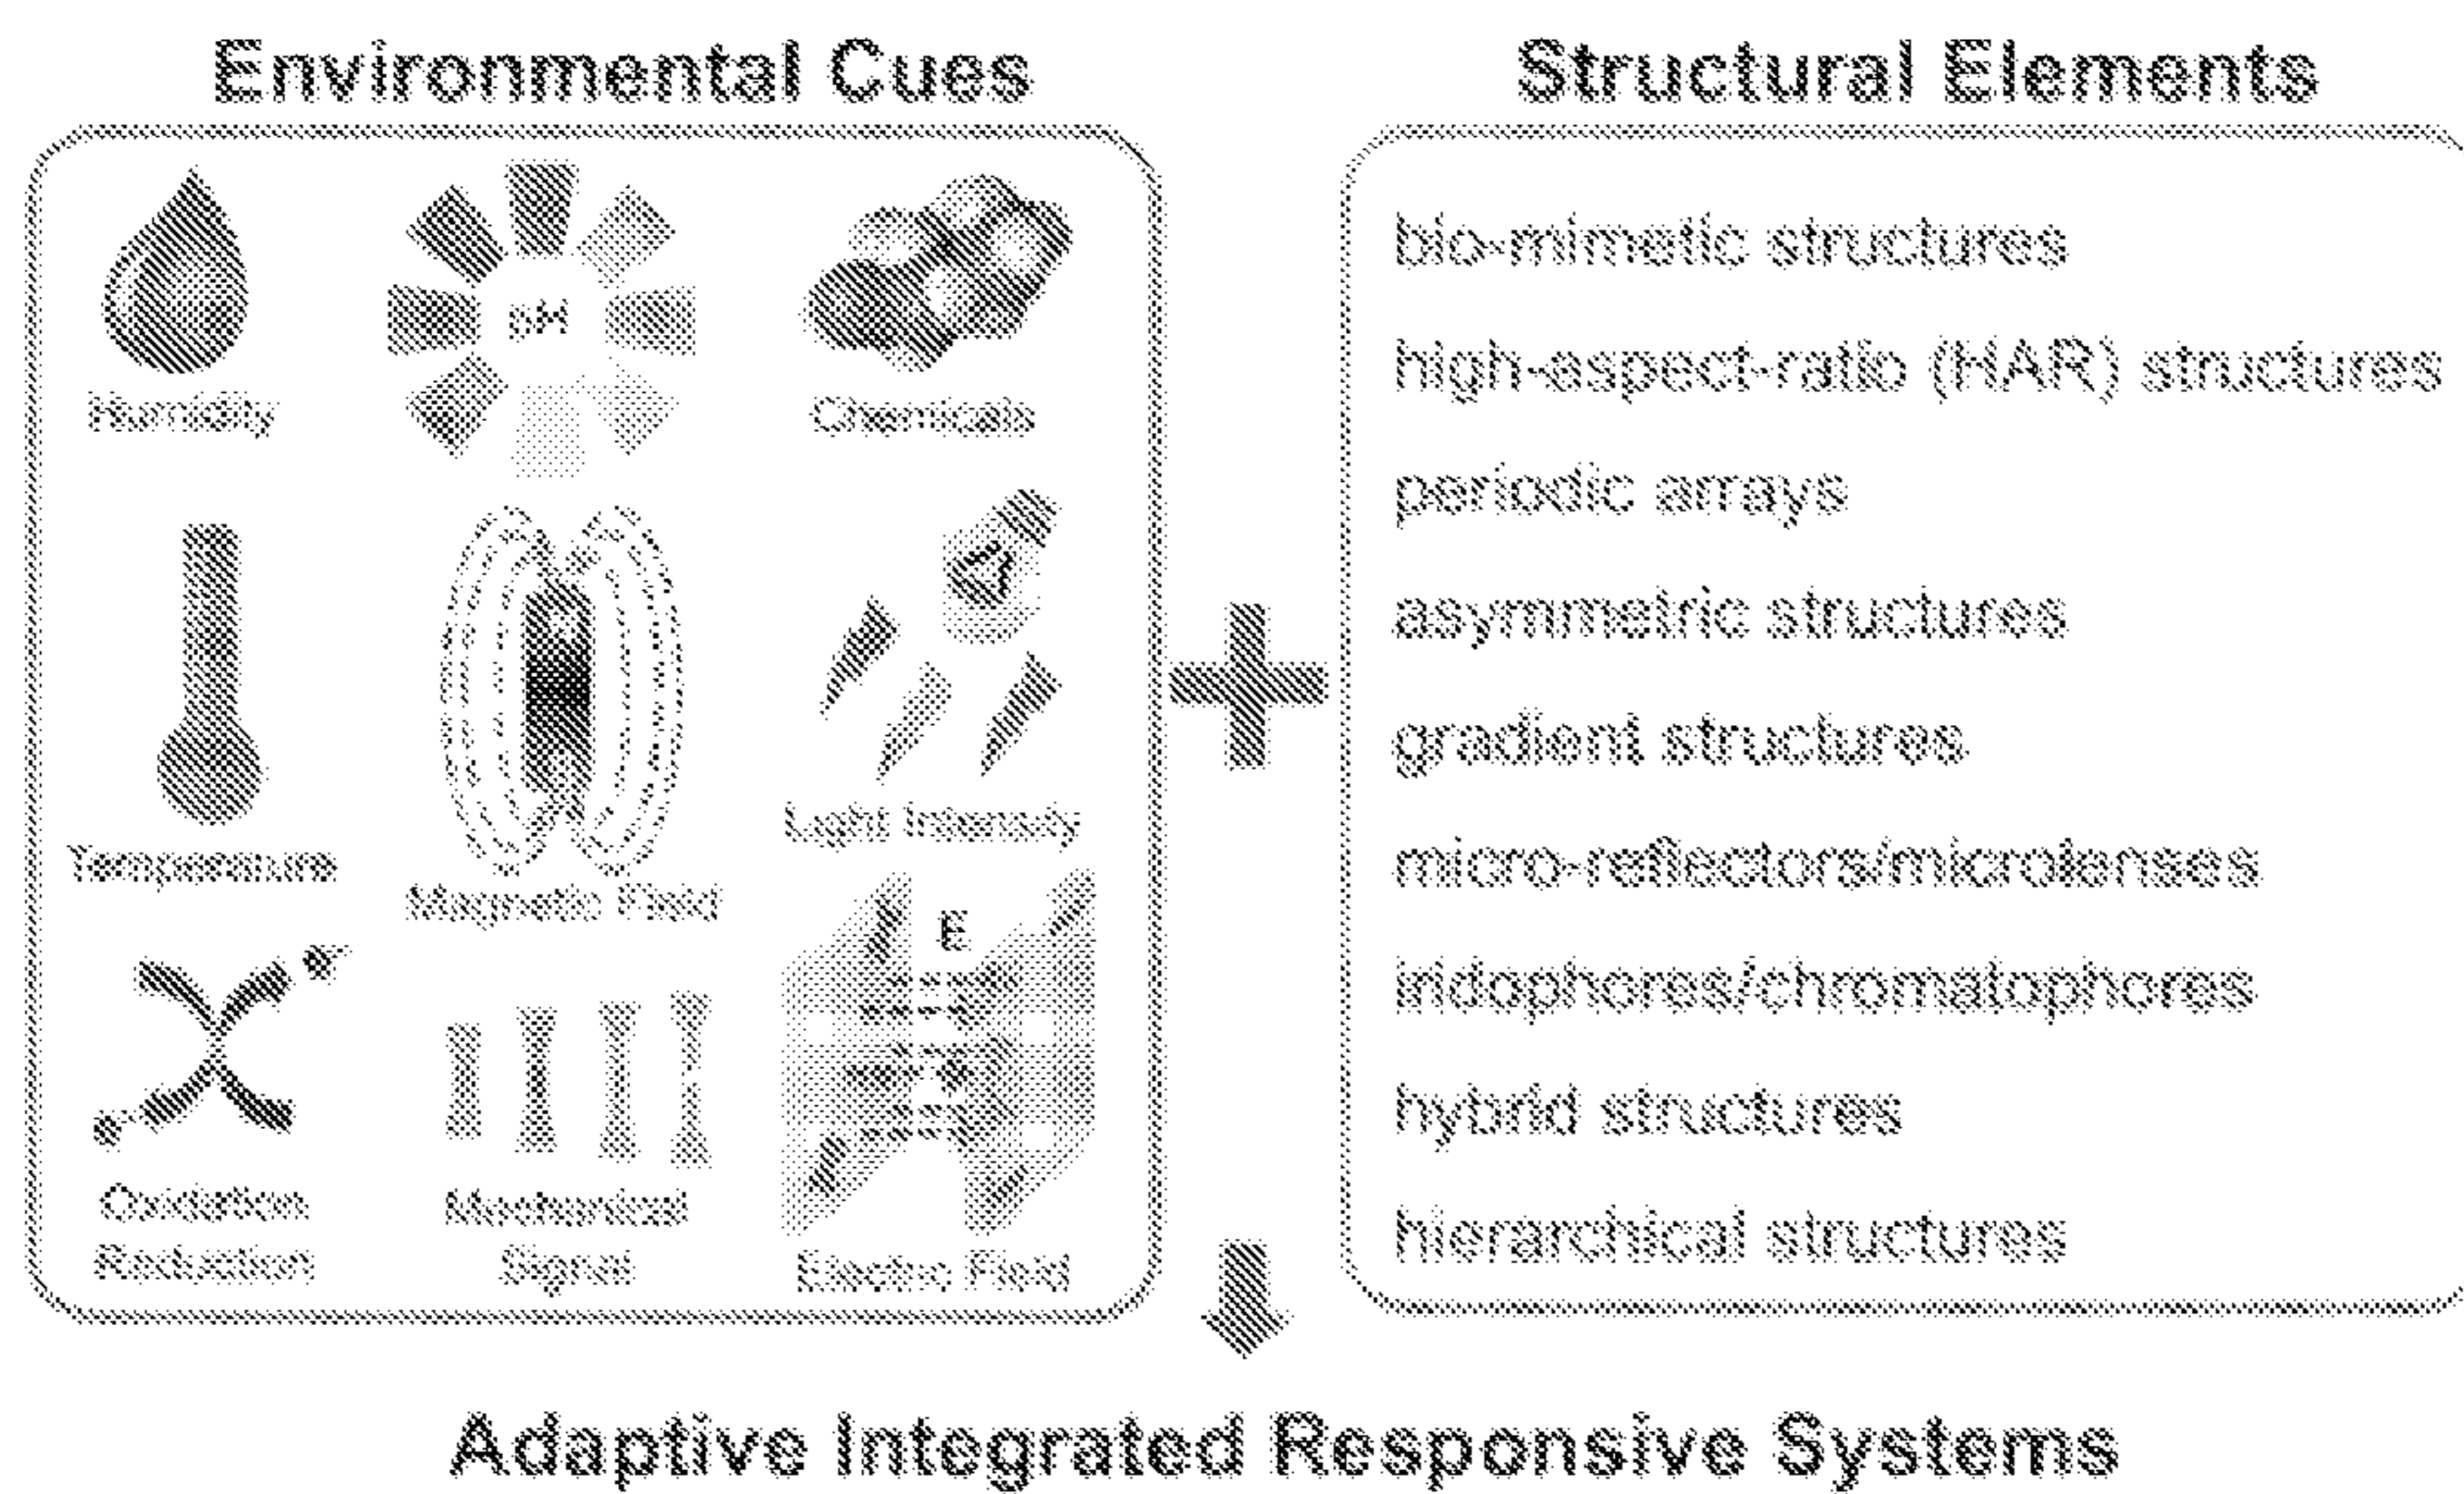 Environmental Cues
Humidity
pH
Chemicals
Temperature
Magnetic Field
Light Intensity
Oxidation
Reduction
Mechanical
Signal
E
Electric Field
Structural Elements
bio-mimetic structures
high-aspect-ratio (HAR) structures
periodic arrays
asymmetric structures
gradient structures
micro-reflectors/microlenses
iridophores/chromatophores
hybrid structures
hierarchical structures
Adaptive Integrated Responsive Systems